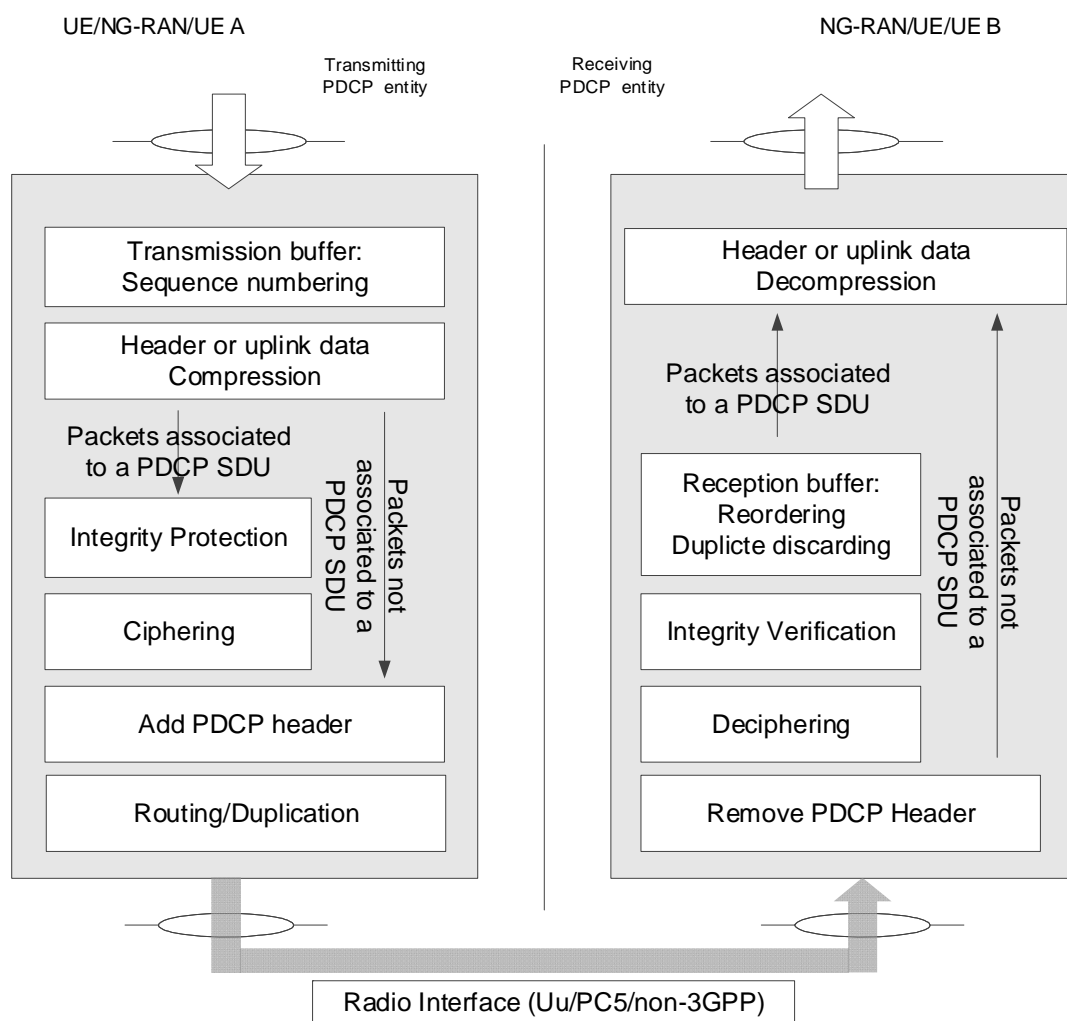 UE/NG-RAN/UE A
NG-RAN/UE/UE B
Transmitting
PDCP entity
Receiving
PDCP entity
Transmission buffer:
Sequence numbering
Header or uplink data
Compression
Packets associated
to a PDCP SDU
Packets not
associated to a
PDCP SDU
Integrity Protection
Ciphering
Add PDCP header
Routing/Duplication
Header or uplink data
Decompression
Packets associated
to a PDCP SDU
Reception buffer:
Reordering
Duplicte discarding
Packets not
associated to a
PDCP SDU
Integrity Verification
Deciphering
Remove PDCP Header
Radio Interface (Uu/PC5/non-3GPP)